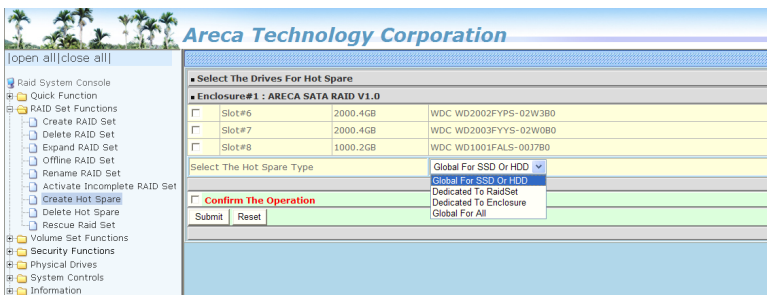 Areca Technology Corporation
|open all|close all|
Raid System Console
Quick Function
RAID Set Functions
Create RAID Set
Delete RAID Set
Expand RAID Set
Offline RAID Set
Rename RAID Set
Activate Incomplete RAID Set
Create Hot Spare
Delete Hot Spare
Rescue Raid Set
Volume Set Functions
Security Functions
Physical Drives
System Controls
Information
Select The Drives For Hot Spare
Enclosure#1 : ARECA SATA RAID V1.0
Slot#6 2000.4GB WDC WD2002FYPS-02W3B0
Slot#7 2000.4GB WDC WD2003FYYS-02W0B0
Slot#8 1000.2GB WDC WD1001FALS-00J7B0
Select The Hot Spare Type Global For SSD Or HDD
Global For SSD Or HDD
Dedicated To RaidSet
Dedicated To Enclosure
Global For All
Confirm The Operation
Submit Reset